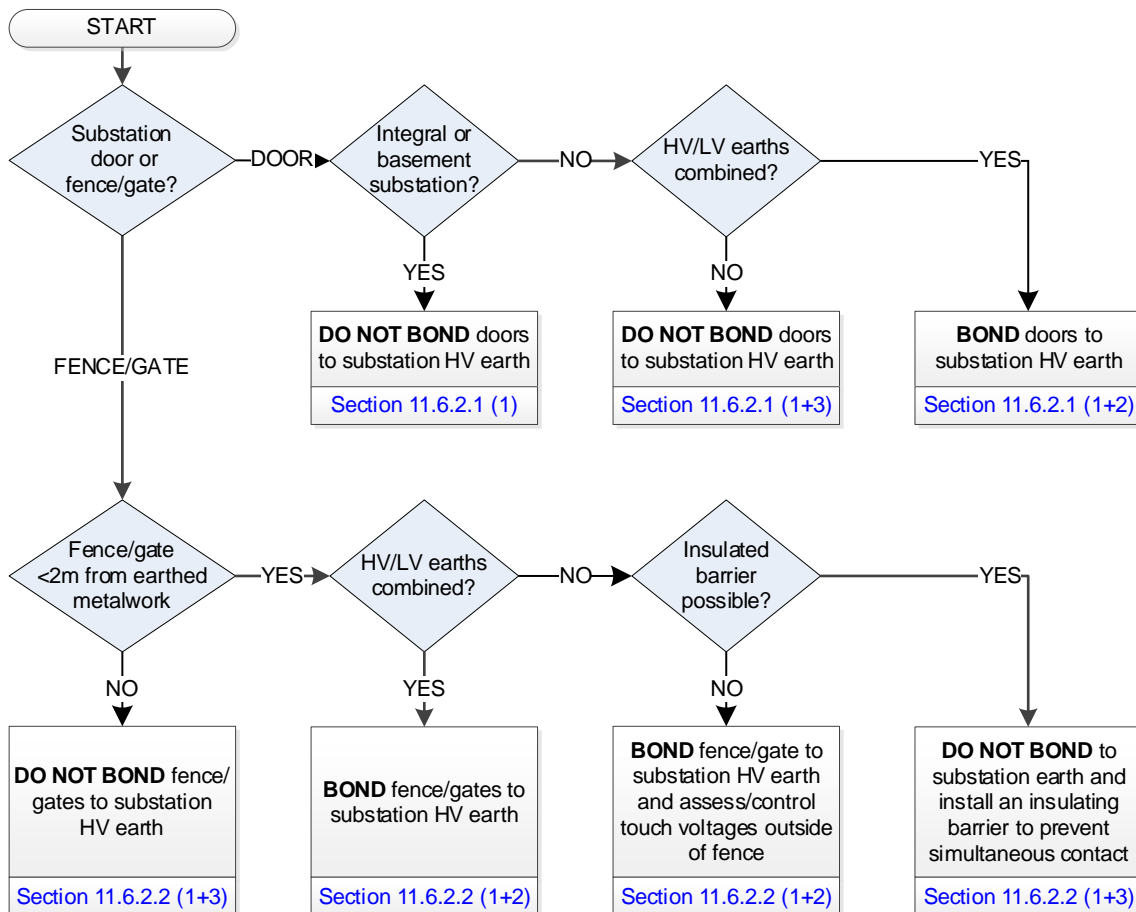 START
Substation
door or
fence/gate?
DOOR
Integral or
basement
substation?
NO
HV/LV earths
combined?
YES
YES
NO
DO NOT BOND doors
to substation HV earth
Section 11.6.2.1 (1)
DO NOT BOND doors
to substation HV earth
Section 11.6.2.1 (1+3)
BOND doors to
substation HV earth
Section 11.6.2.1 (1+2)
FENCE/GATE
Fence/gate
<2m from earthed
metalwork
YES
HV/LV earths
combined?
NO
Insulated
barrier
possible?
YES
NO
YES
NO
DO NOT BOND fence/
gates to substation
HV earth
Section 11.6.2.2 (1+3)
BOND fence/gates to
substation HV earth
Section 11.6.2.2 (1+2)
BOND fence/gate to
substation HV earth
and assess/control
touch voltages outside
of fence
Section 11.6.2.2 (1+2)
DO NOT BOND to
substation earth and
install an insulating
barrier to prevent
simultaneous contact
Section 11.6.2.2 (1+3)